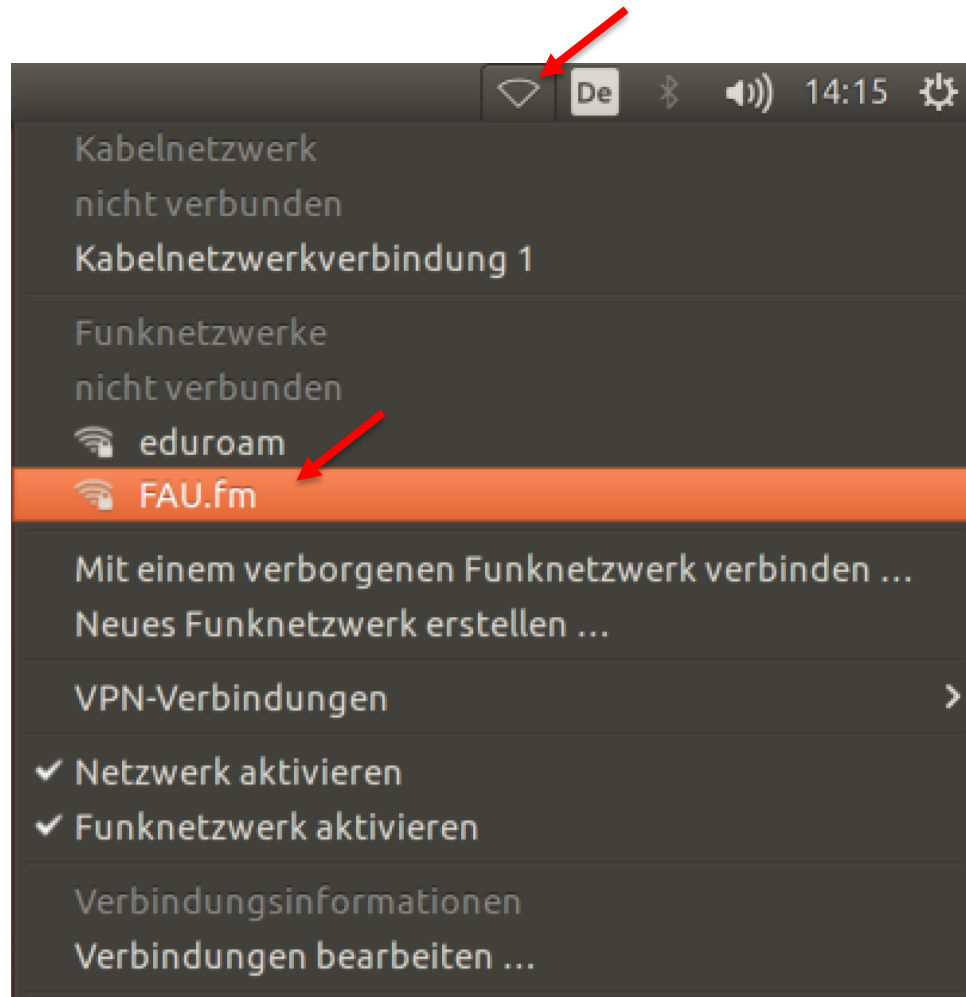 De 14:15
Kabelnetzwerk
nicht verbunden
Kabelnetzwerkverbindung 1
Funknetzwerke
nicht verbunden
eduroam
FAU.fm
Mit einem verborgenen Funknetzwerk verbinden ...
Neues Funknetzwerk erstellen ...
VPN-Verbindungen
Netzwerk aktivieren
Funknetzwerk aktivieren
Verbindungsinformationen
Verbindungen bearbeiten ...